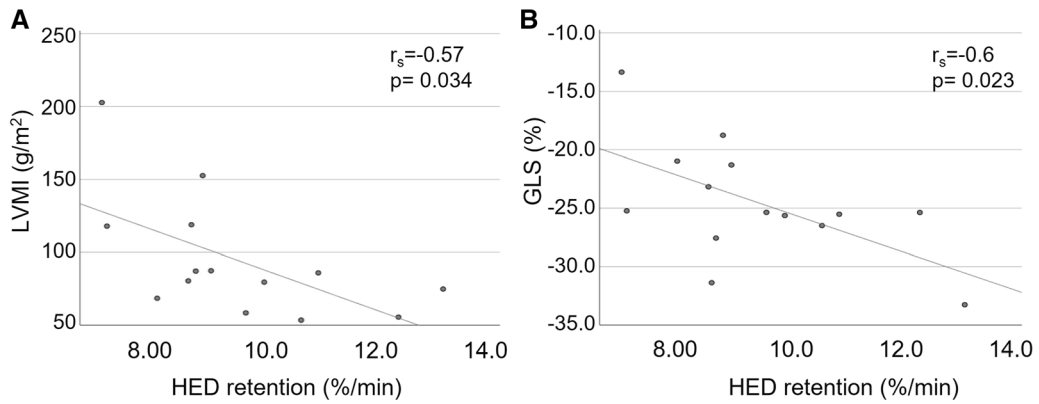 A
rs=-0.57
p= 0.034
LVMI (g/m²)
250
200
150
100
50
8.00 10.0 12.0 14.0
HED retention (%/min)
B
rs=-0.6
p= 0.023
GLS (%)
-10.0
-15.0
-20.0
-25.0
-30.0
-35.0
8.00 10.0 12.0 14.0
HED retention (%/min)